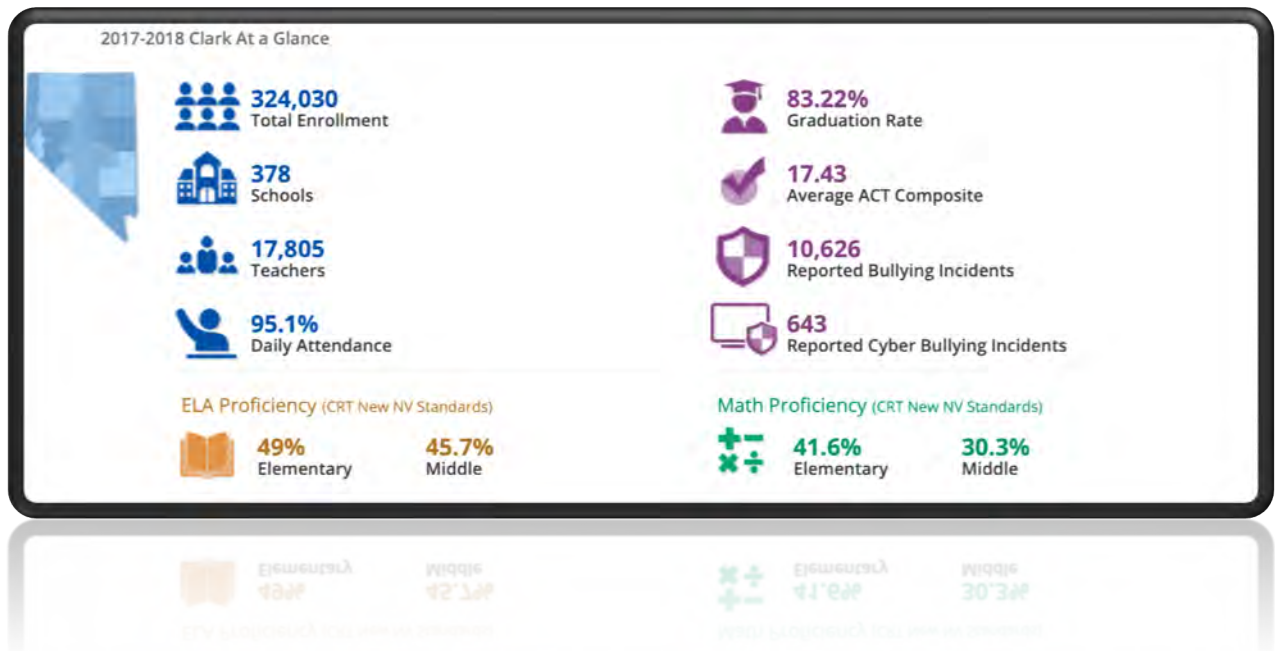 2017-2018 Clark At a Glance
324,030
Total Enrollment
378
Schools
17,805
Teachers
95.1%
Daily Attendance
83.22%
Graduation Rate
17.43
Average ACT Composite
10,626
Reported Bullying Incidents
643
Reported Cyber Bullying Incidents
ELA Proficiency (CRT New NV Standards)
49%
Elementary
45.7%
Middle
Math Proficiency (CRT New NV Standards)
41.6%
Elementary
30.3%
Middle